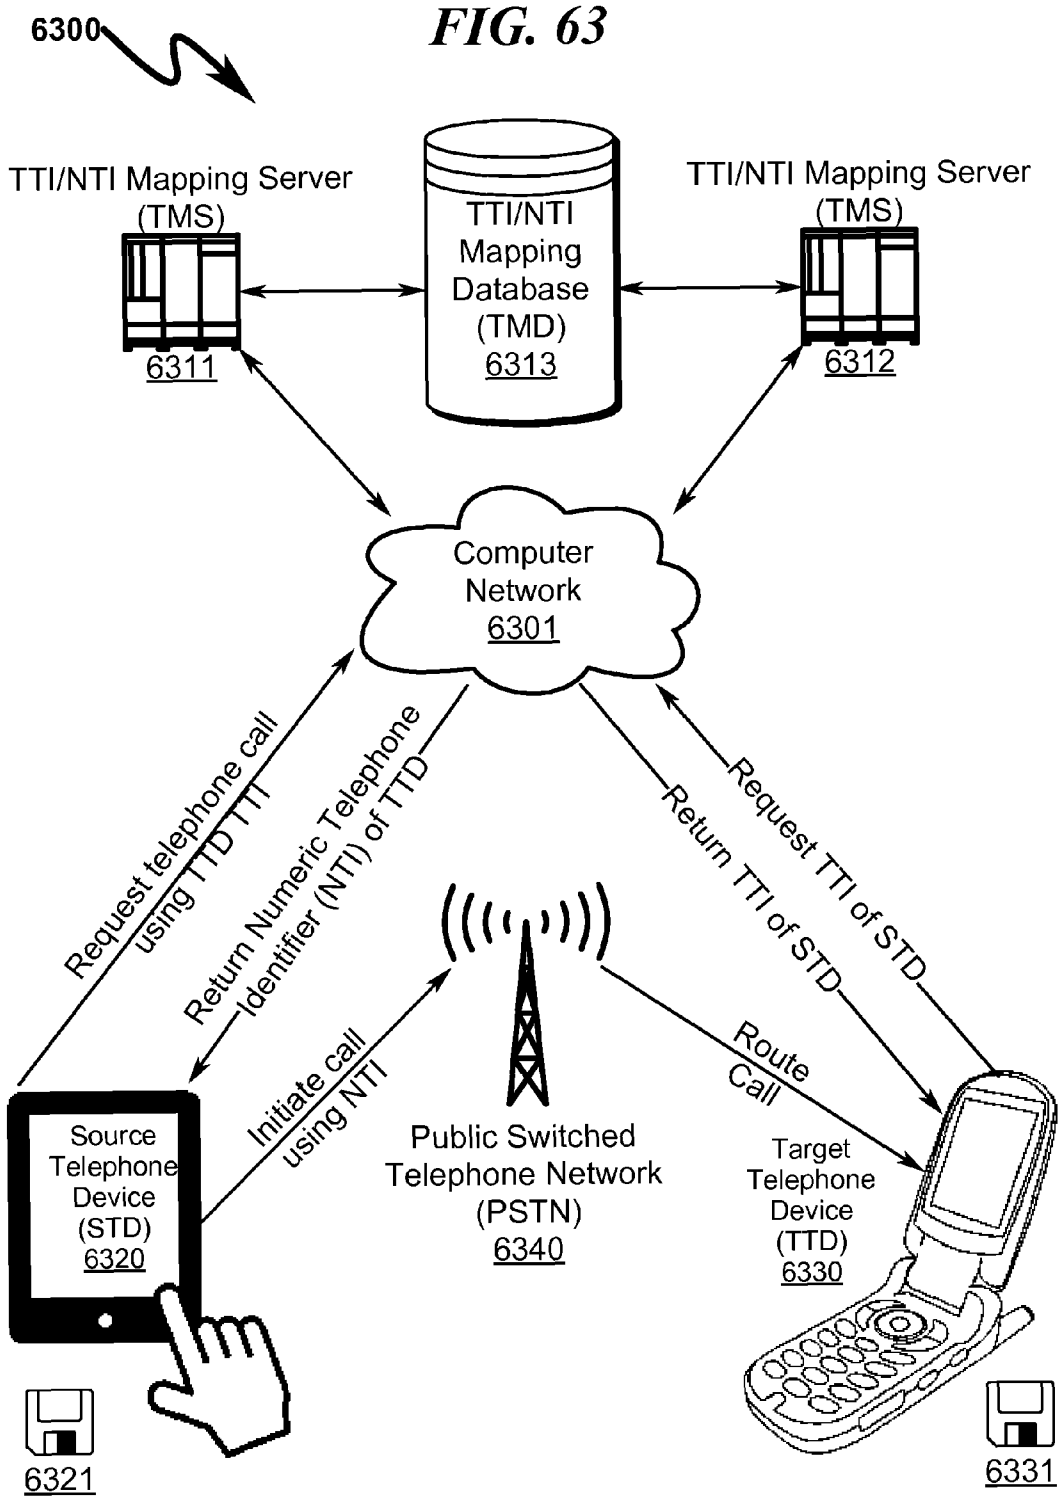 FIG. 63
6300
TTI/NTI Mapping Server
(TMS)
6311
TTI/NTI
Mapping
Database
(TMD)
6313
TTI/NTI Mapping Server
(TMS)
6312
Computer
Network
6301
Request telephone call
using TTD TTI
Return Numeric Telephone
Identifier (NTI) of TTD
Return TTI of STD
Request TTI of STD
Initiate call
using NTI
Route
Call
Source
Telephone
Device
(STD)
6320
Public Switched
Telephone Network
(PSTN)
6340
Target
Telephone
Device
(TTD)
6330
6321
6331